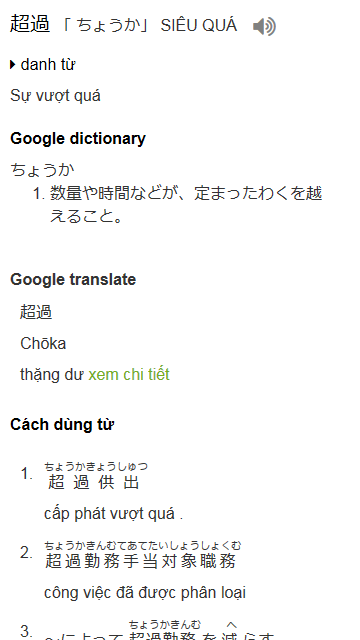 超過 「 ちょうか」 SIÊU QUÁ
danh từ
Sự vượt quá
Google dictionary
ちょうか
1. 数量や時間などが、定まったわくを越
えること。
Google translate
超過
Chōka
thặng dư xem chi tiết
Cách dùng từ
ちょうかきょうしゅつ
1. 超過供出
cấp phát vượt quá .
ちょうかきんむてあてたいしょうしょくむ
2. 超過勤務手当対象職務
công việc đã được phân loại
ちょうかきんむ へ
3. ～によって超過勤務を減らす